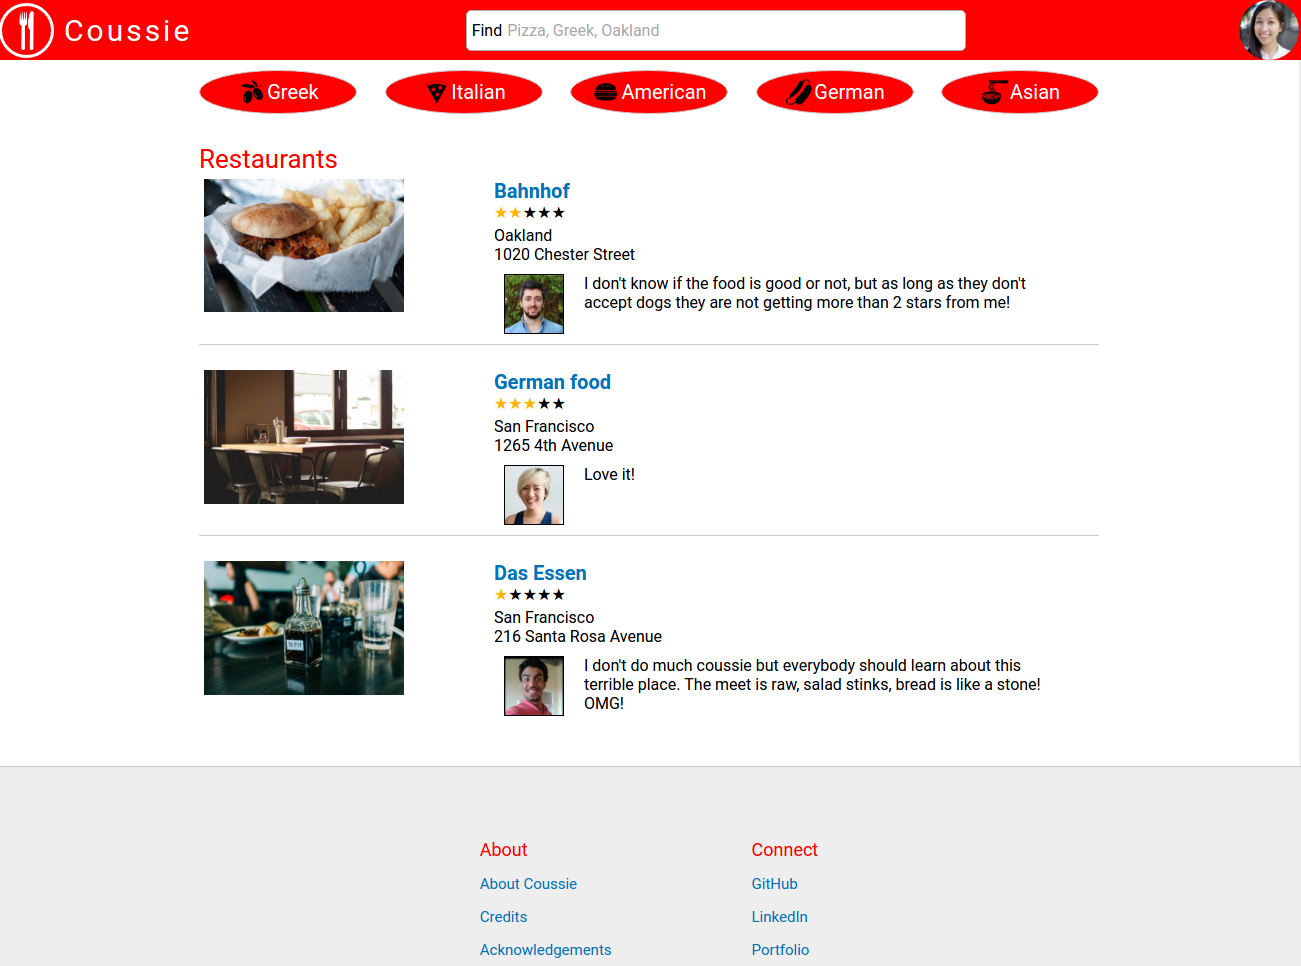 Coussie
Find Pizza, Greek, Oakland
Greek
Italian
American
German
Asian
Restaurants
Bahnhof
★★★★★
Oakland
1020 Chester Street
I don't know if the food is good or not, but as long as they don't
accept dogs they are not getting more than 2 stars from me!
German food
★★★★★
San Francisco
1265 4th Avenue
Love it!
Das Essen
★★★★★
San Francisco
216 Santa Rosa Avenue
I don't do much coussie but everybody should learn about this
terrible place. The meet is raw, salad stinks, bread is like a stone!
OMG!
About
About Coussie
Credits
Acknowledgements
Connect
GitHub
LinkedIn
Portfolio